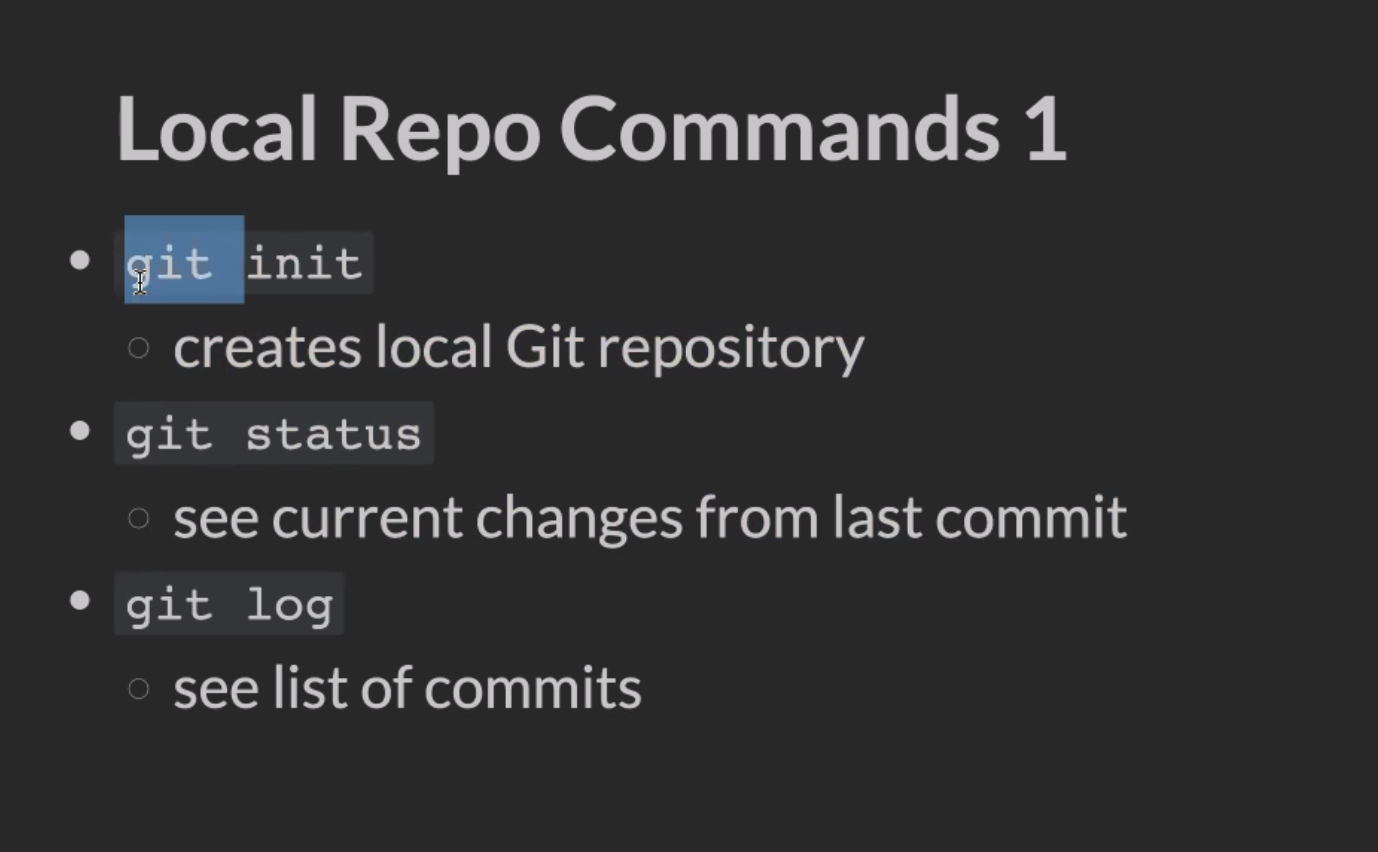 Local Repo Commands 1
git init
creates local Git repository
git status
see current changes from last commit
git log
see list of commits